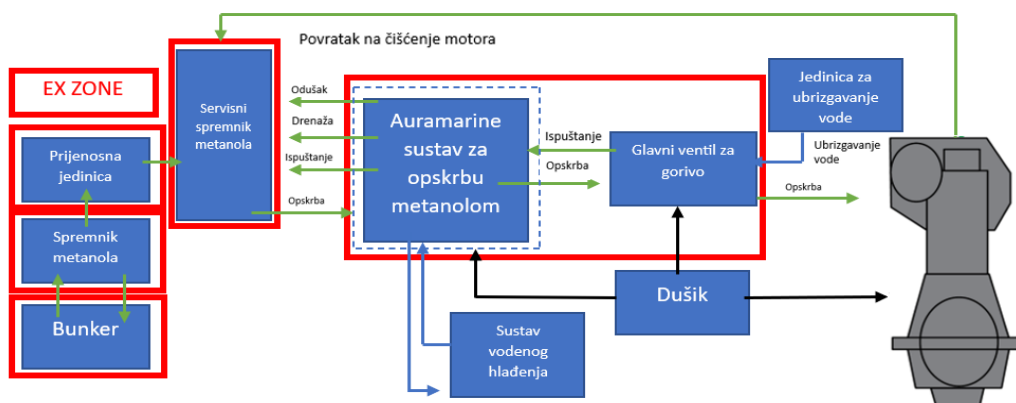 Povratak na čišćenje motora
EX ZONE
Prijenosna
jedinica
Spremnik
metanola
Bunker
Servisni
spremnik
metanola
Odušak
Drenaža
Ispuštanje
Opskrba
Auramarine
sustav za
opskrbu
metanolom
Ispuštanje
Opskrba
Glavni ventil za
gorivo
Jedinica za
ubrizgavanje
vode
Ubrizgavanje
vode
Opskrba
Dušik
Sustav
vodenog
hlađenja